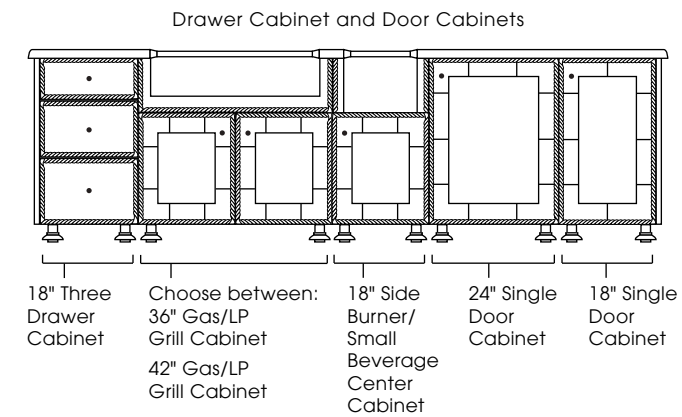 Drawer Cabinet and Door Cabinets
18" Three
Drawer
Cabinet
Choose between:
36" Gas/LP
Grill Cabinet
42" Gas/LP
Grill Cabinet
18" Side
Burner/
Small
Beverage
Center
Cabinet
24" Single
Door
Cabinet
18" Single
Door
Cabinet